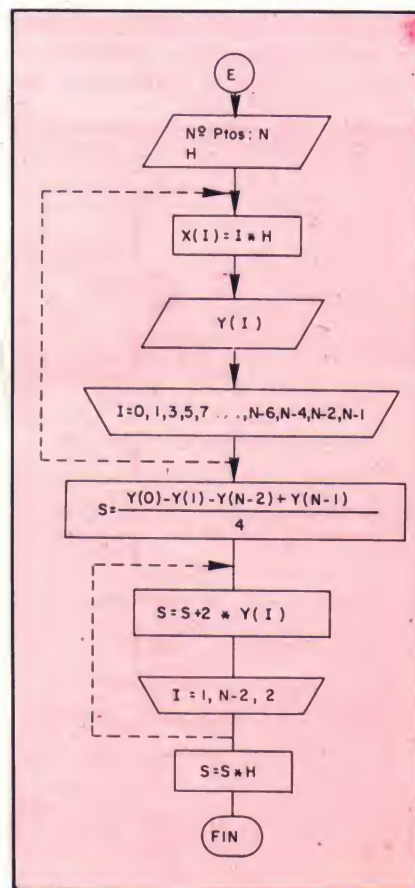 E
Nº Ptos: N
H
X(I)=I*H
Y(I)
I=0,1,3,5,7 ...,N-6,N-4,N-2,N-1
S= Y(0)-Y(1)-Y(N-2)+Y(N-1)
4
S=S+2 * Y(I)
I =1, N-2, 2
S=S*H
FIN